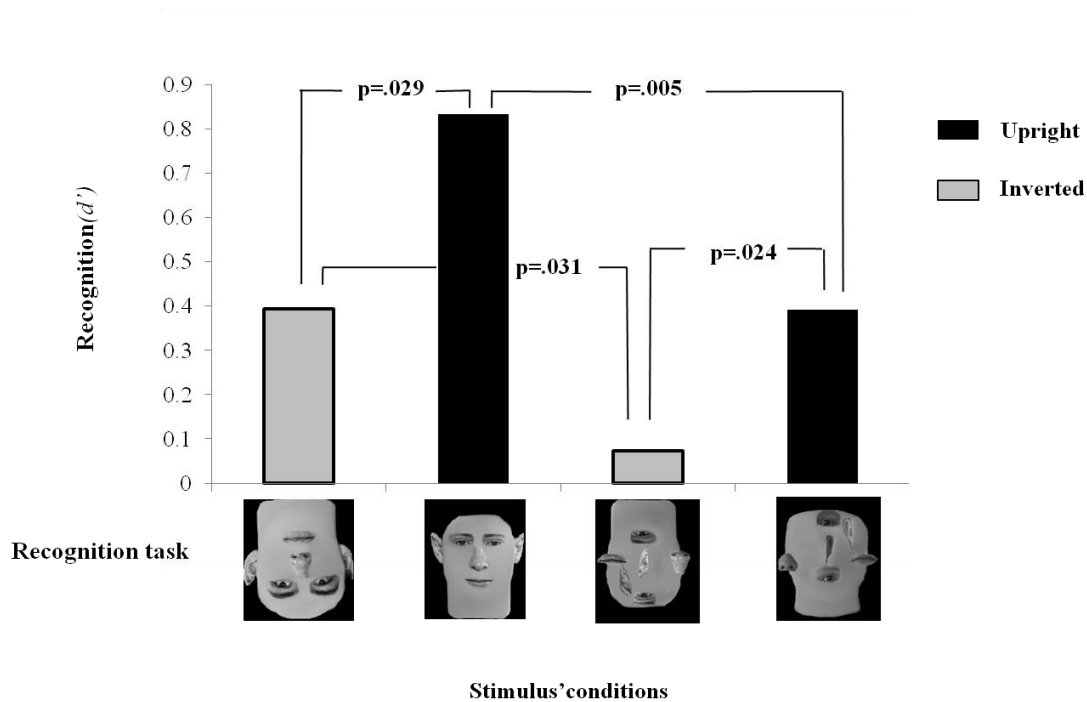 0.9
p=.029
p=.005
0.8
Upright
0.7
Inverted
0.6
Recognition(d’)
0.5
p=.031
p=.024
0.4
0.3
0.2
0.1
0
Recognition task
Stimulus’conditions